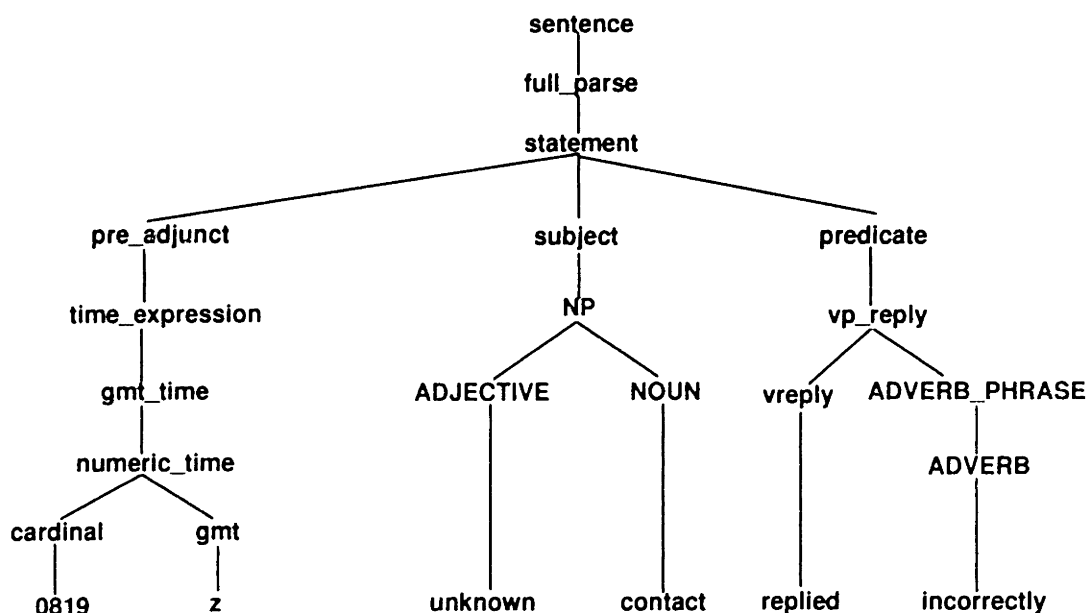 sentence
full_parse
statement
pre_adjunct subject predicate
time_expression NP vp_reply
gmt_time ADJECTIVE NOUN vreply ADVERB_PHRASE
numeric_time ADVERB
cardinal gmt
0819 z unknown contact replied incorrectly